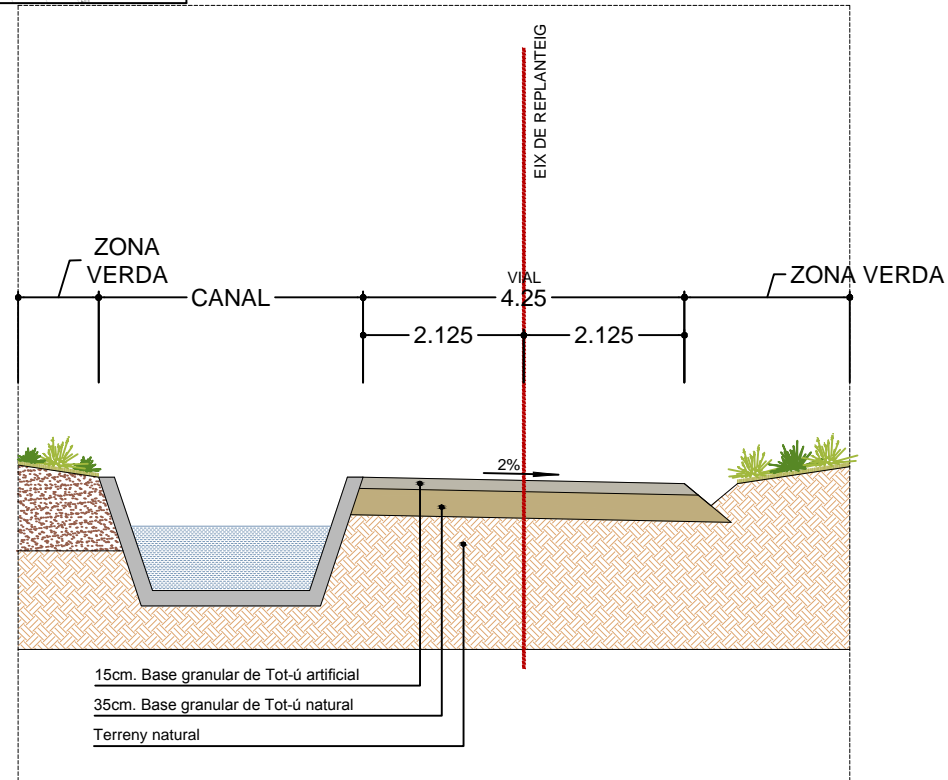 EIX DE REPLANTEIG
ZONA
VERDA
CANAL
VIAL
4.25
ZONA VERDA
2.125
2.125
2%
15cm. Base granular de Tot-ú artificial
35cm. Base granular de Tot-ú natural
Terreny natural